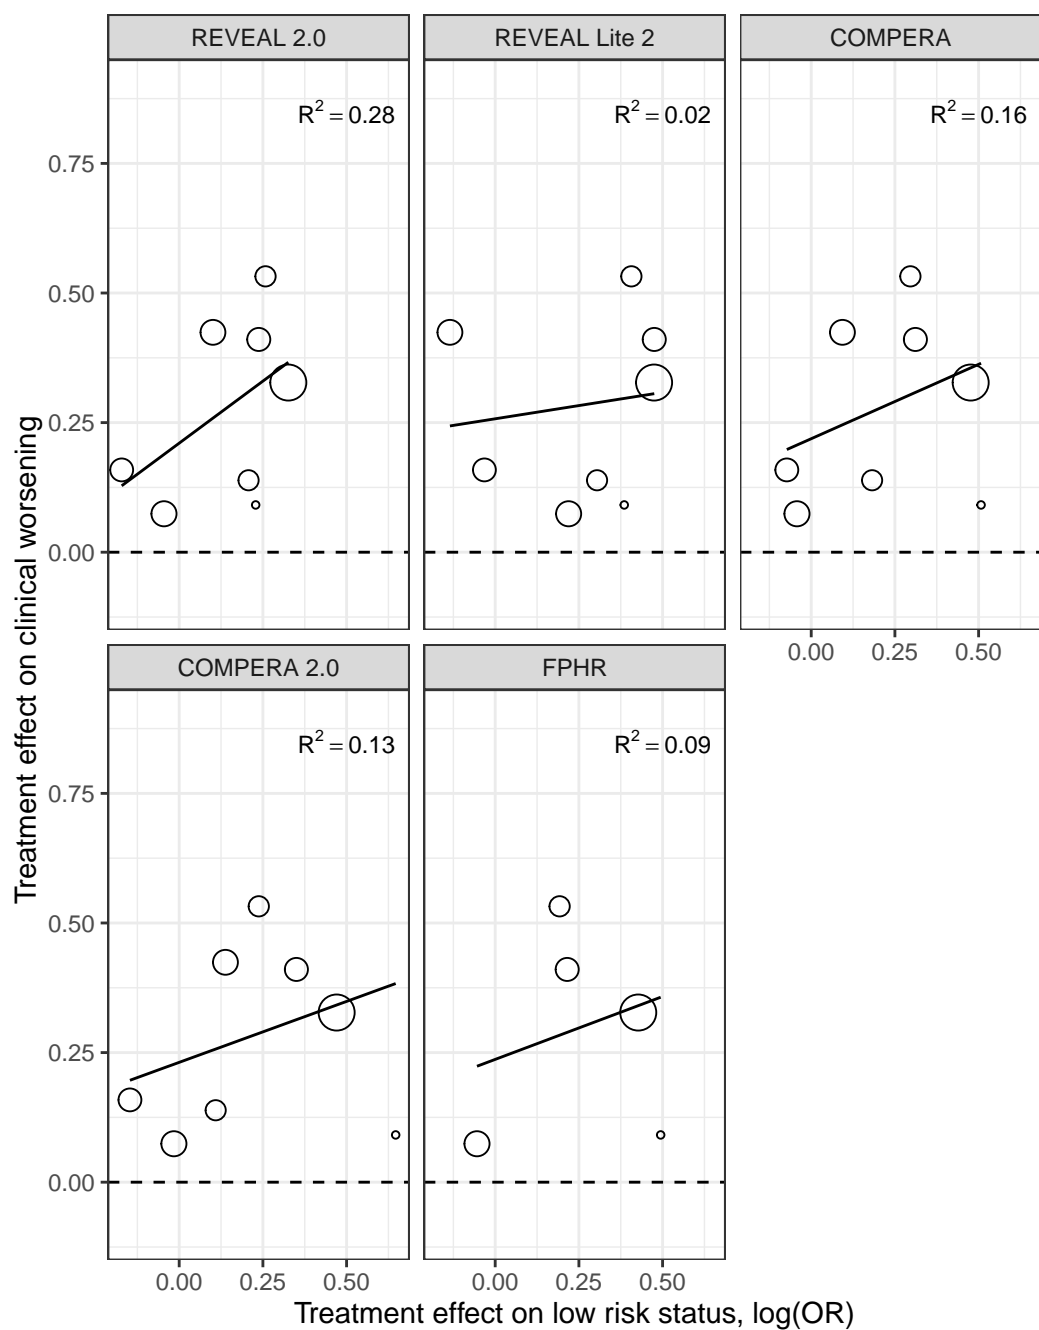 REVEAL 2.0
REVEAL Lite 2
COMPERA
R² = 0.28
R² = 0.02
R² = 0.16
0.75
0.50
0.25
0.00
0.00 0.25 0.50
COMPERA 2.0
FPHR
R² = 0.13
R² = 0.09
0.75
0.50
0.25
0.00
0.00 0.25 0.50
0.00 0.25 0.50
Treatment effect on clinical worsening
Treatment effect on low risk status, log(OR)